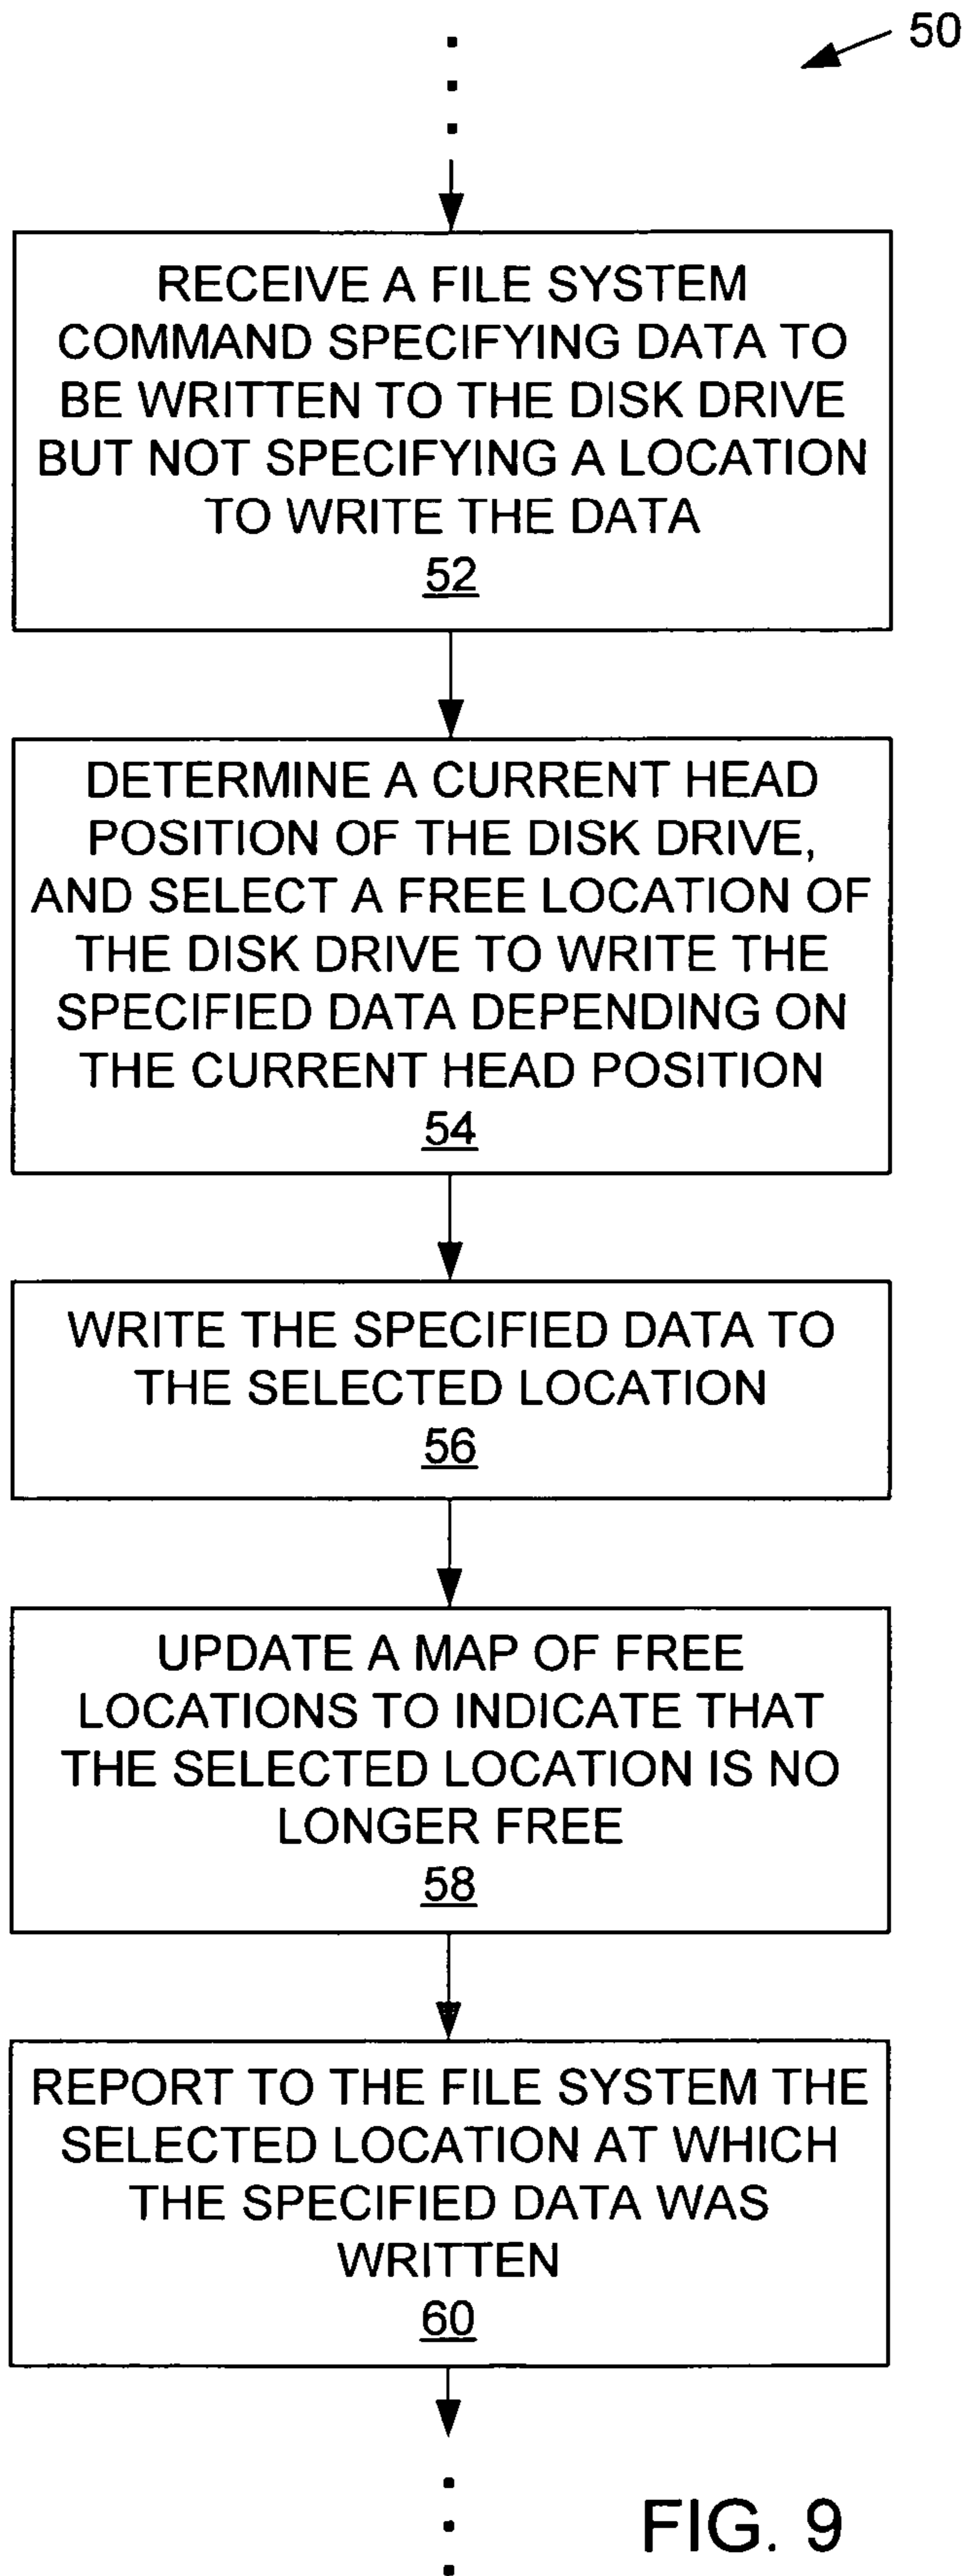 50
RECEIVE A FILE SYSTEM
COMMAND SPECIFYING DATA TO
BE WRITTEN TO THE DISK DRIVE
BUT NOT SPECIFYING A LOCATION
TO WRITE THE DATA
52
DETERMINE A CURRENT HEAD
POSITION OF THE DISK DRIVE,
AND SELECT A FREE LOCATION OF
THE DISK DRIVE TO WRITE THE
SPECIFIED DATA DEPENDING ON
THE CURRENT HEAD POSITION
54
WRITE THE SPECIFIED DATA TO
THE SELECTED LOCATION
56
UPDATE A MAP OF FREE
LOCATIONS TO INDICATE THAT
THE SELECTED LOCATION IS NO
LONGER FREE
58
REPORT TO THE FILE SYSTEM THE
SELECTED LOCATION AT WHICH
THE SPECIFIED DATA WAS
WRITTEN
60
FIG. 9